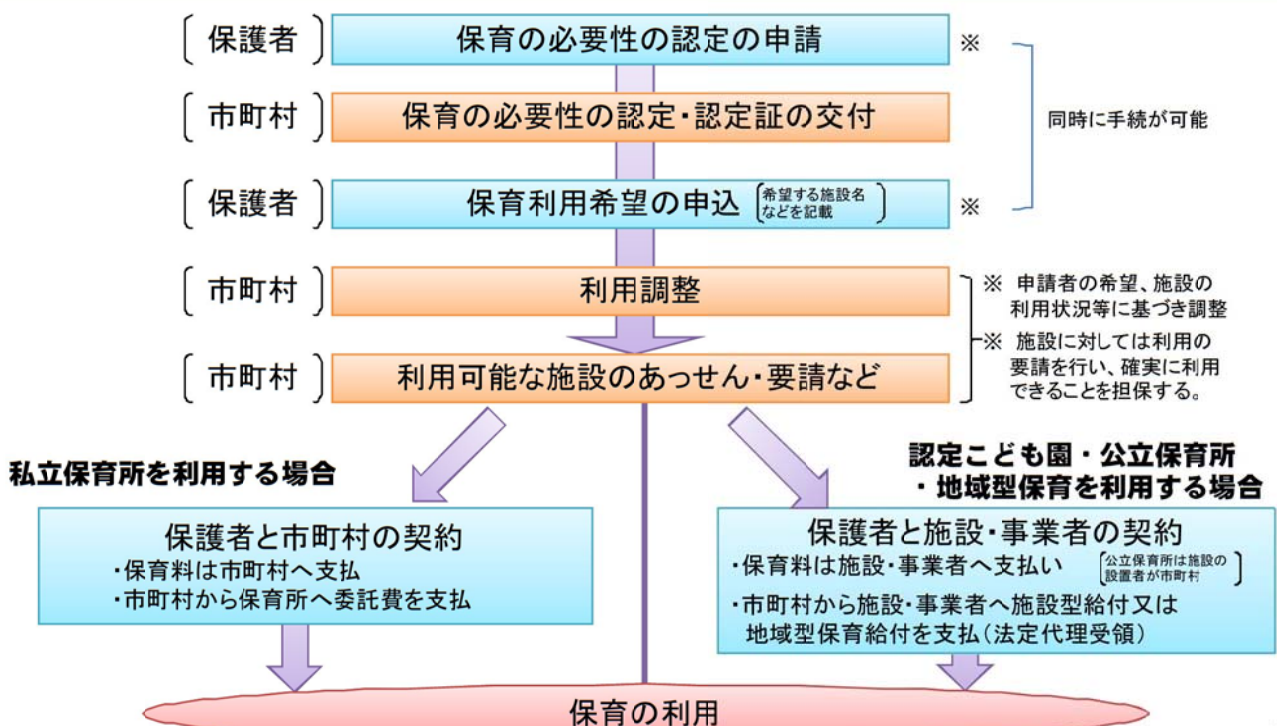 〔保護者〕 保育の必要性の認定の申請 ※
〔市町村〕 保育の必要性の認定・認定証の交付
同時に手続が可能
〔保護者〕 保育利用希望の申込 〔希望する施設名
などを記載〕 ※
〔市町村〕 利用調整
※ 申請者の希望、施設の
利用状況等に基づき調整
※ 施設に対しては利用の
要請を行い、確実に利用
できることを担保する。
〔市町村〕 利用可能な施設のあっせん・要請など
私立保育所を利用する場合
保護者と市町村の契約
・保育料は市町村へ支払
・市町村から保育所へ委託費を支払
認定こども園・公立保育所
・地域型保育を利用する場合
保護者と施設・事業者の契約
・保育料は施設・事業者へ支払い 〔公立保育所は施設の
設置者が市町村〕
・市町村から施設・事業者へ施設型給付又は
地域型保育給付を支払(法定代理受領)
保育の利用